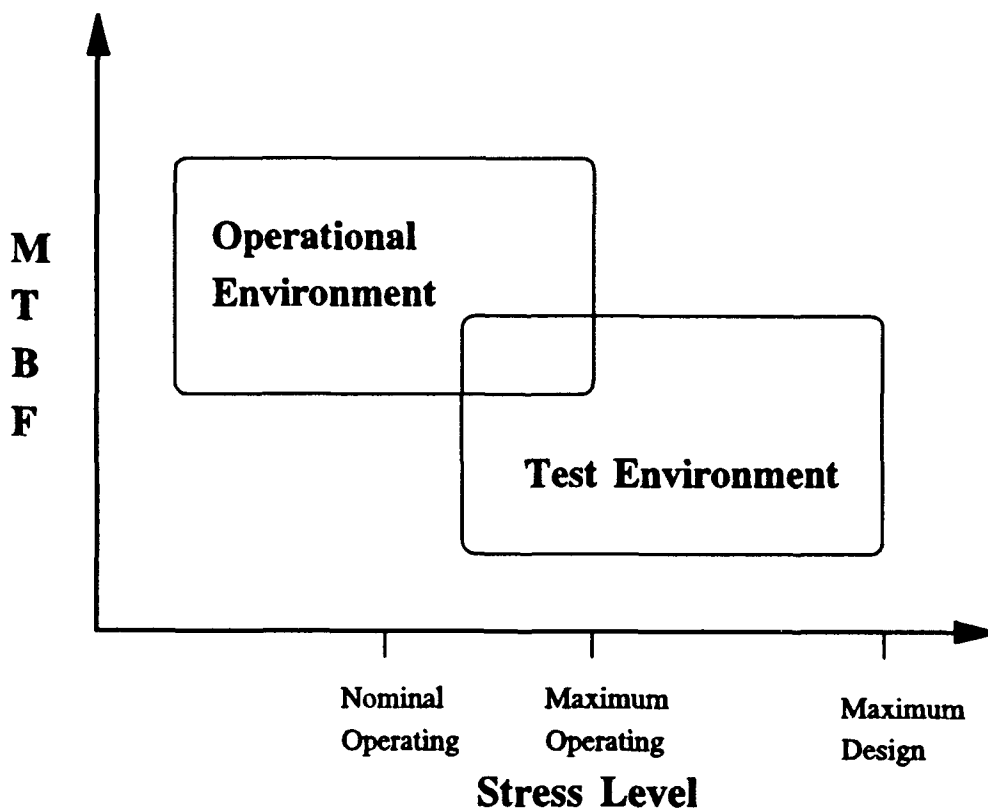 M
T
B
F
Operational
Environment
Test Environment
Nominal
Operating
Maximum
Operating
Maximum
Design
Stress Level